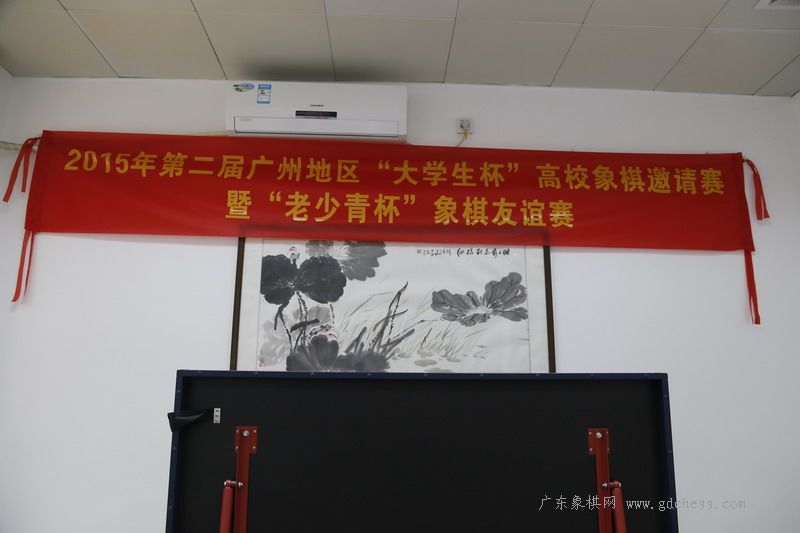 2015年第二届广州地区“大学生杯”高校象棋邀请赛
暨“老少青杯”象棋友谊赛
广东象棋网 www.gdchess.com